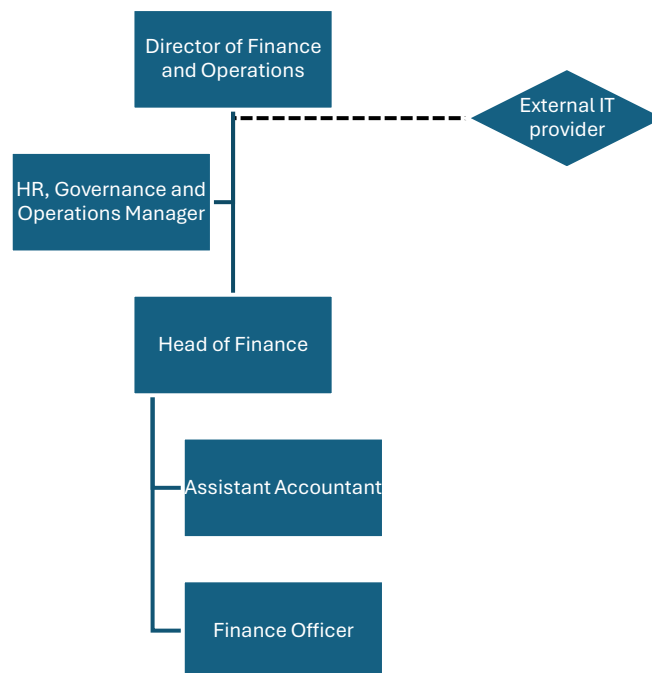 Director of Finance
and Operations
External IT
provider
HR, Governance and
Operations Manager
Head of Finance
Assistant Accountant
Finance Officer